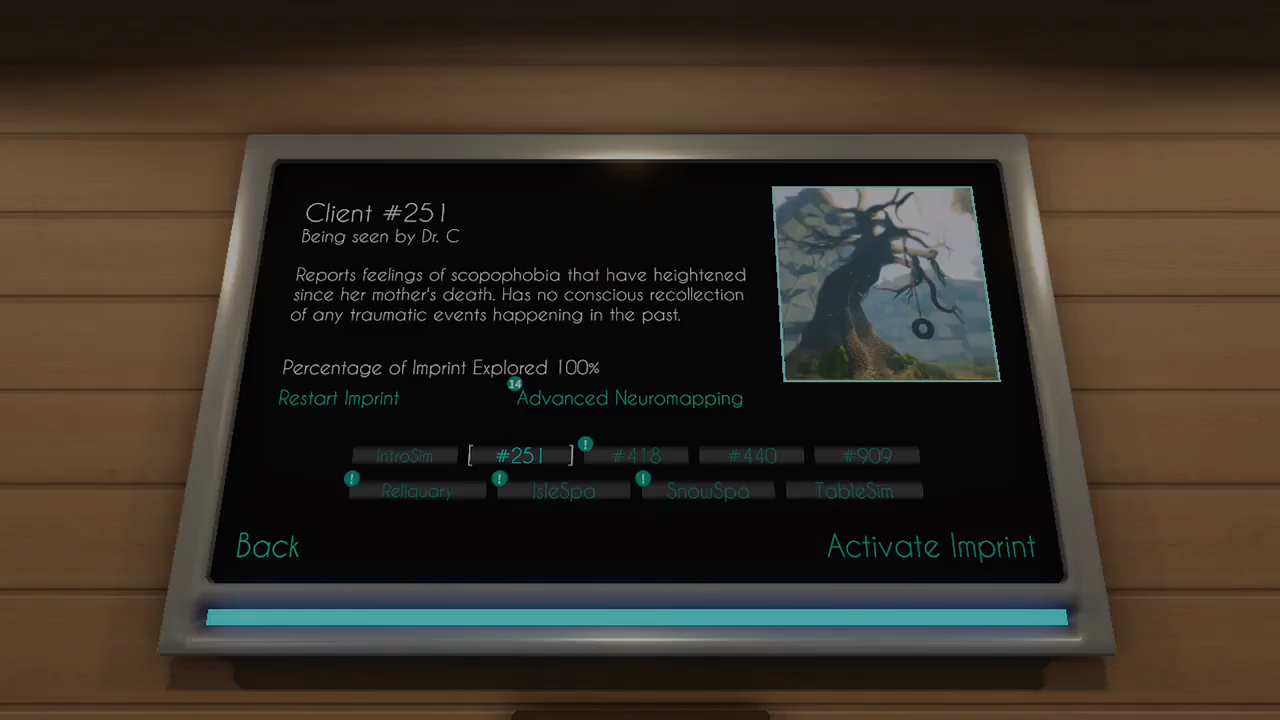 Client #251
Being seen by Dr. C
Reports feelings of scopophobia that have heightened
since her mother's death. Has no conscious recollection
of any traumatic events happening in the past.
Percentage of Imprint Explored 100%
14
Restart Imprint Advanced Neuromapping
!
IntroSim [ #251 ] #418 #440 #909
! ! !
Reliquary IsleSpa SnowSpa TableSim
Back Activate Imprint